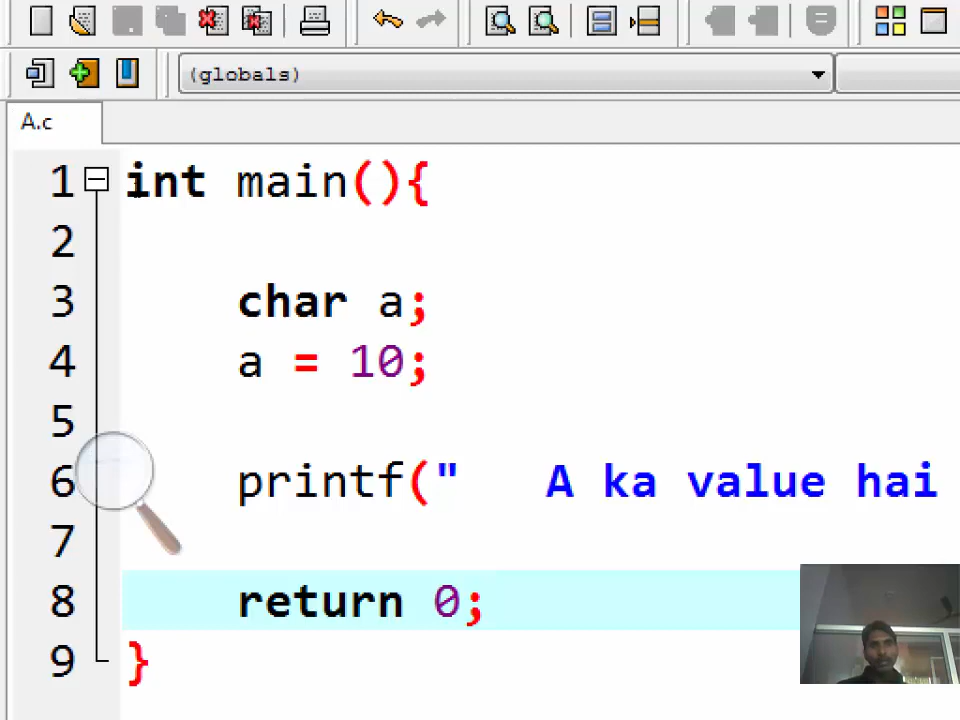 (globals)
A.c
1 int main(){
2
3 char a;
4 a = 10;
5
6 printf("   A ka value hai
7
8 return 0;
9 }